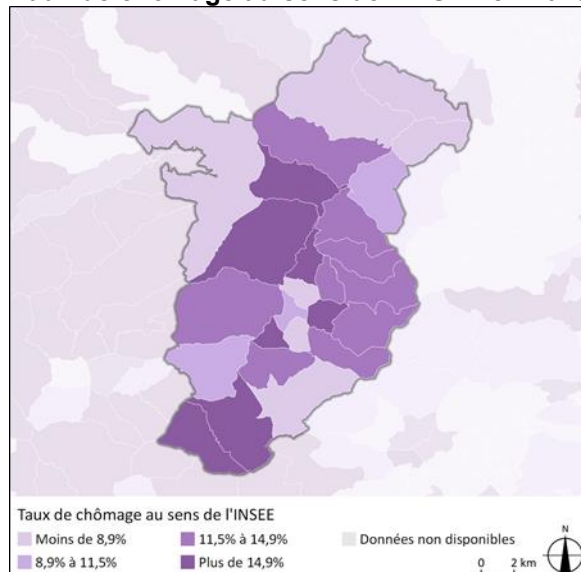 Taux de chômage au sens de l'INSEE
Moins de 8,9%
11,5% à 14,9%
Données non disponibles
8,9% à 11,5%
Plus de 14,9%
N
0 2 km